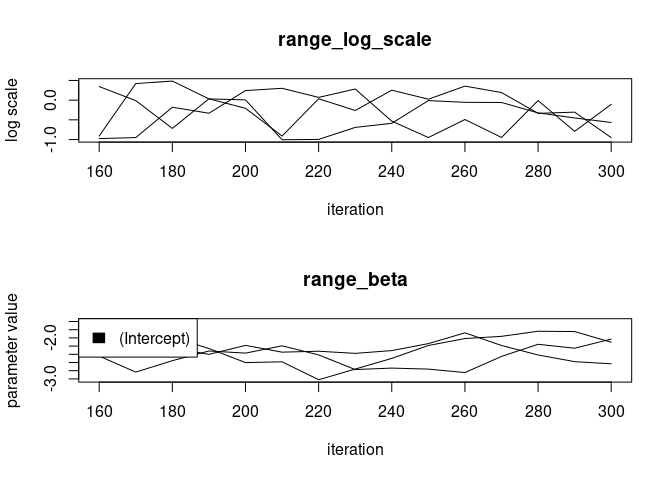 range_log_scale
log scale
0.0
-1.0
160 180 200 220 240 260 280 300
iteration
range_beta
parameter value
-2.0
-3.0
(Intercept)
160 180 200 220 240 260 280 300
iteration